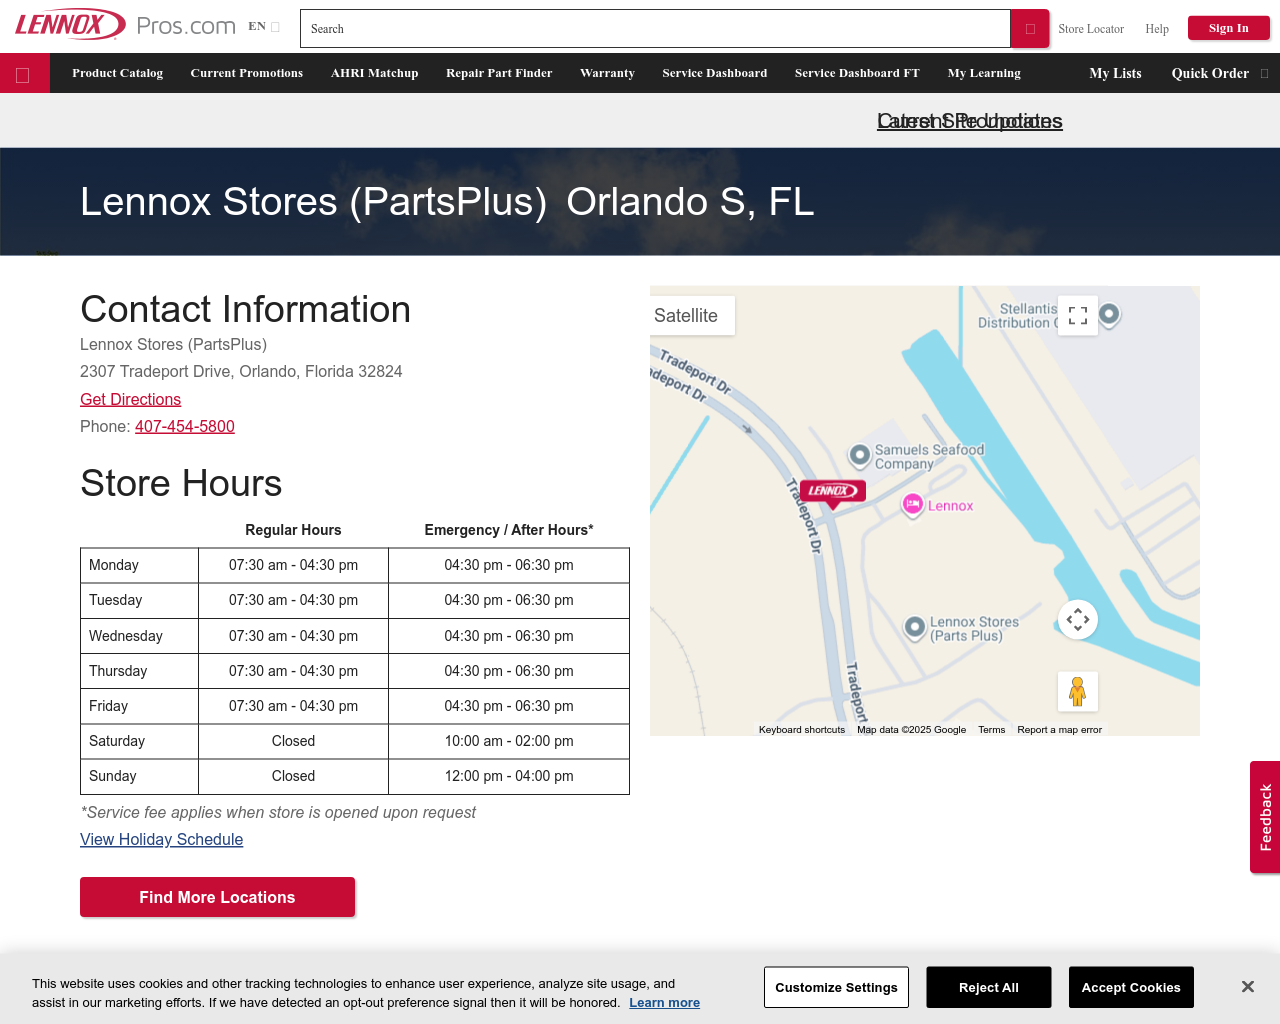 LENNOX Pros.com
EN
Search
Store Locator
Help
Sign In
Product Catalog
Current Promotions
AHRI Matchup
Repair Part Finder
Warranty
Service Dashboard
Service Dashboard FT
My Learning
My Lists
Quick Order
Latest Site Updates
Current Promotions
Lennox Stores (PartsPlus) Orlando S, FL
Contact Information
Lennox Stores (PartsPlus)
2307 Tradeport Drive, Orlando, Florida 32824
Get Directions
Phone: 407-454-5800
Store Hours
Regular Hours Emergency / After Hours*
Monday 07:30 am - 04:30 pm 04:30 pm - 06:30 pm
Tuesday 07:30 am - 04:30 pm 04:30 pm - 06:30 pm
Wednesday 07:30 am - 04:30 pm 04:30 pm - 06:30 pm
Thursday 07:30 am - 04:30 pm 04:30 pm - 06:30 pm
Friday 07:30 am - 04:30 pm 04:30 pm - 06:30 pm
Saturday Closed 10:00 am - 02:00 pm
Sunday Closed 12:00 pm - 04:00 pm
*Service fee applies when store is opened upon request
View Holiday Schedule
Find More Locations
Satellite
Stellantis
Distribution
Tradeport Dr
Tradeport Dr
Samuels Seafood
Company
LENNOX
Lennox
Tradeport Dr
Lennox Stores
(Parts Plus)
Tradeport Dr
Keyboard shortcuts
Map data ©2025 Google
Terms
Report a map error
Feedback
This website uses cookies and other tracking technologies to enhance user experience, analyze site usage, and
assist in our marketing efforts. If we have detected an opt-out preference signal then it will be honored. Learn more
Customize Settings
Reject All
Accept Cookies